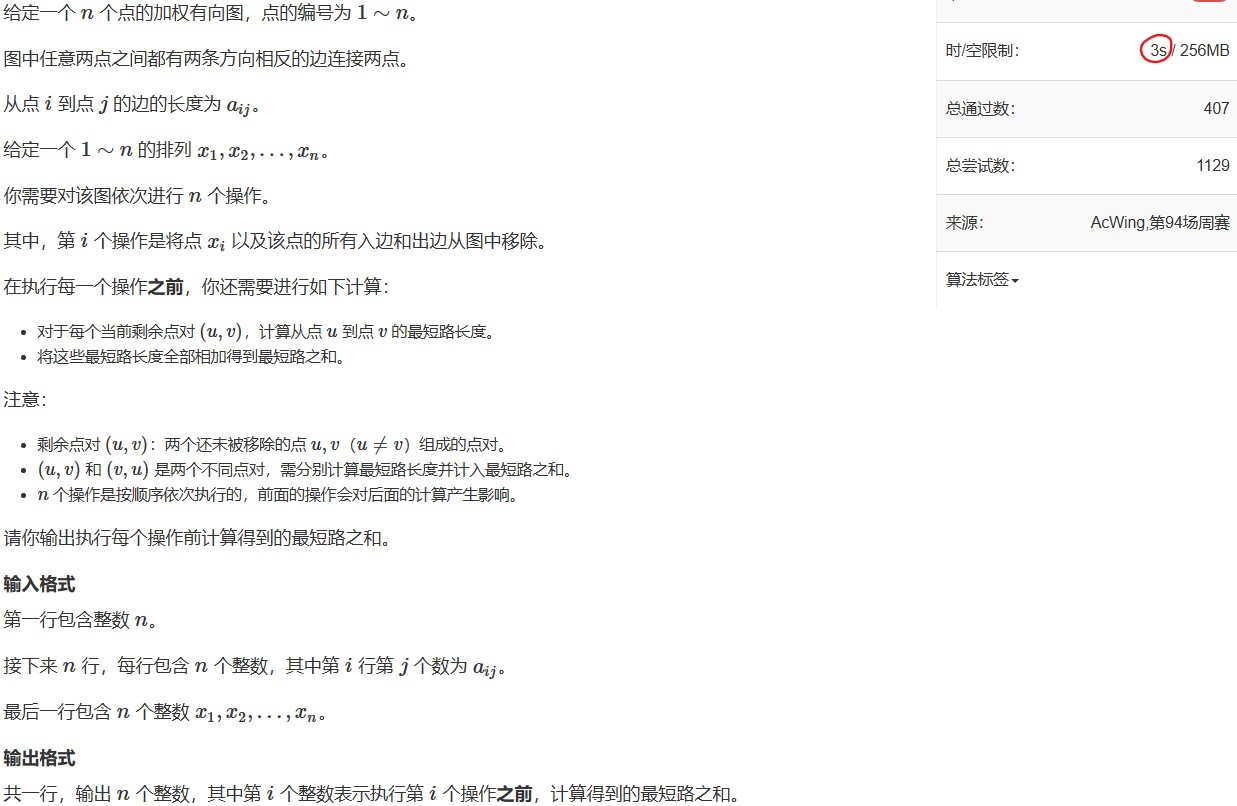 给定一个 n 个点的加权有向图，点的编号为 1 ∼ n。
图中任意两点之间都有两条方向相反的边连接两点。
从点 i 到点 j 的边的长度为 a_{ij}。
给定一个 1 ∼ n 的排列 x_1, x_2, . . . , x_n。
你需要对该图依次进行 n 个操作。
其中，第 i 个操作是将点 x_i 以及该点的所有入边和出边从图中移除。
在执行每一个操作之前，你还需要进行如下计算：
• 对于每个当前剩余点对 (u, v)，计算从点 u 到点 v 的最短路长度。
• 将这些最短路长度全部相加得到最短路之和。
注意：
• 剩余点对 (u, v)：两个还未被移除的点 u, v（u ≠ v）组成的点对。
• (u, v) 和 (v, u) 是两个不同点对，需分别计算最短路长度并计入最短路之和。
• n 个操作是按顺序依次执行的，前面的操作会对后面的计算产生影响。
请你输出执行每个操作前计算得到的最短路之和。
输入格式
第一行包含整数 n。
接下来 n 行，每行包含 n 个整数，其中第 i 行第 j 个数为 a_{ij}。
最后一行包含 n 个整数 x_1, x_2, . . . , x_n。
输出格式
共一行，输出 n 个整数，其中第 i 个整数表示执行第 i 个操作之前，计算得到的最短路之和。
时/空限制： 3s / 256MB
总通过数： 407
总尝试数： 1129
来源： AcWing,第94场周赛
算法标签